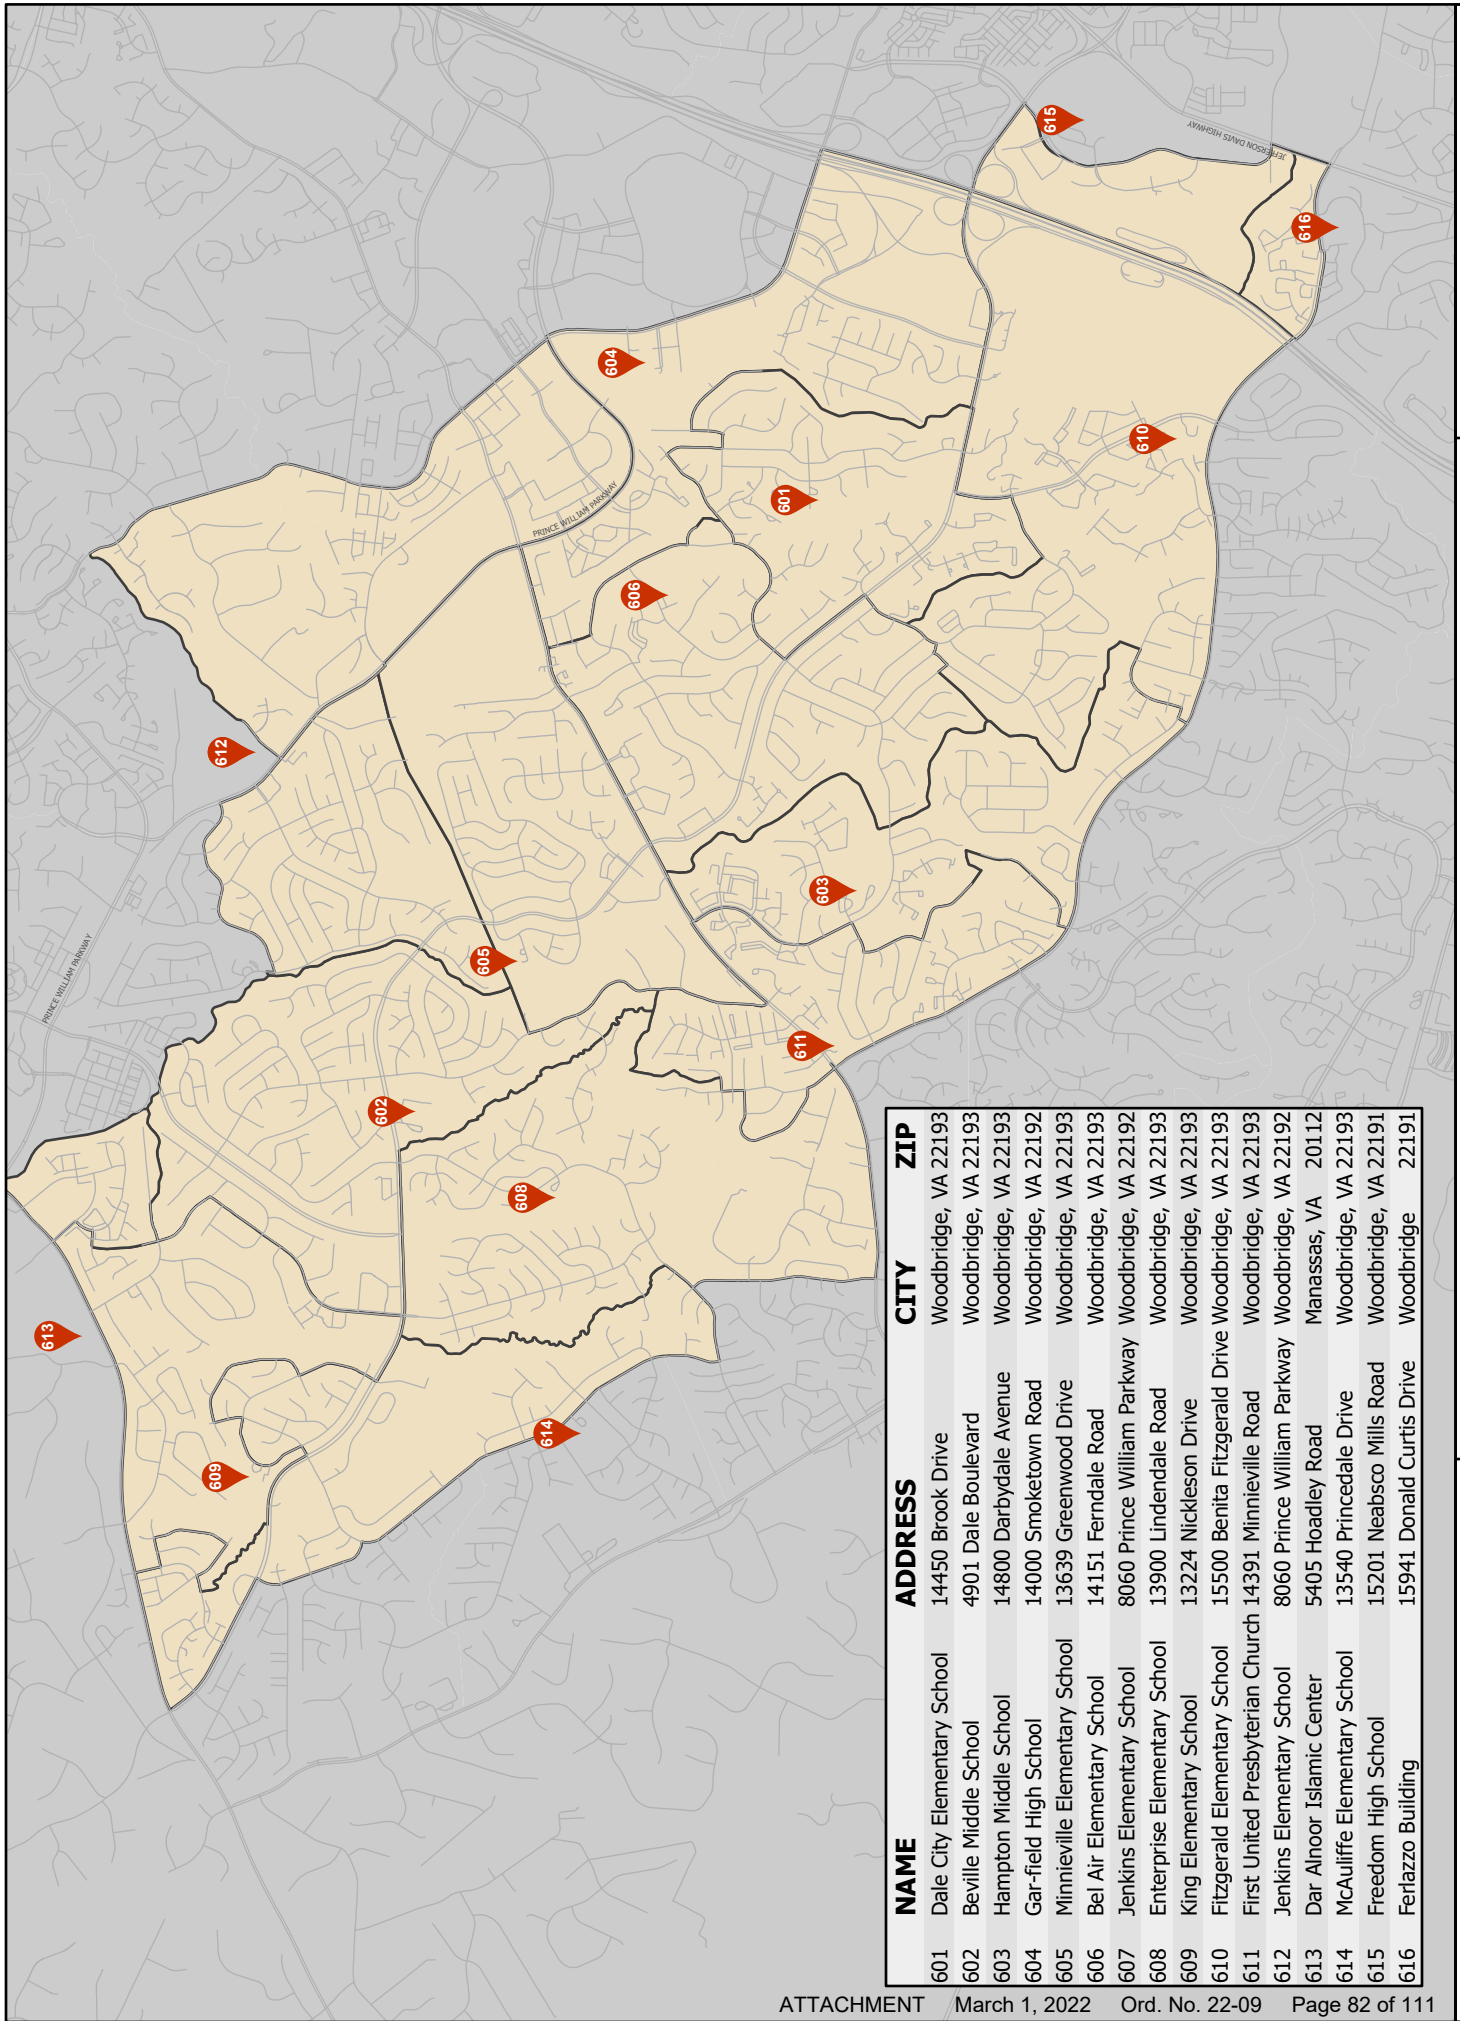 PRINCE WILLIAM PARKWAY
PRINCE WILLIAM PARKWAY
JEFFERSON DAVIS HIGHWAY
613
609
614
608
602
612
605
611
603
606
604
601
610
615
616
NAME ADDRESS CITY ZIP
601 Dale City Elementary School 14450 Brook Drive Woodbridge, VA 22193
602 Beville Middle School 4901 Dale Boulevard Woodbridge, VA 22193
603 Hampton Middle School 14800 Darbydale Avenue Woodbridge, VA 22193
604 Gar-field High School 14000 Smoketown Road Woodbridge, VA 22192
605 Minnieville Elementary School 13639 Greenwood Drive Woodbridge, VA 22193
606 Bel Air Elementary School 14151 Ferndale Road Woodbridge, VA 22193
607 Jenkins Elementary School 8060 Prince William Parkway Woodbridge, VA 22192
608 Enterprise Elementary School 13900 Lindendale Road Woodbridge, VA 22193
609 King Elementary School 13224 Nickleson Drive Woodbridge, VA 22193
610 Fitzgerald Elementary School 15500 Benita Fitzgerald Drive Woodbridge, VA 22193
611 First United Presbyterian Church 14391 Minnieville Road Woodbridge, VA 22193
612 Jenkins Elementary School 8060 Prince William Parkway Woodbridge, VA 22192
613 Dar Alnoor Islamic Center 5405 Hoadley Road Manassas, VA 20112
614 McAuliffe Elementary School 13540 Princedale Drive Woodbridge, VA 22193
615 Freedom High School 15201 Neabsco Mills Road Woodbridge, VA 22191
616 Ferlazzo Building 15941 Donald Curtis Drive Woodbridge 22191
ATTACHMENT March 1, 2022 Ord. No. 22-09 Page 82 of 111